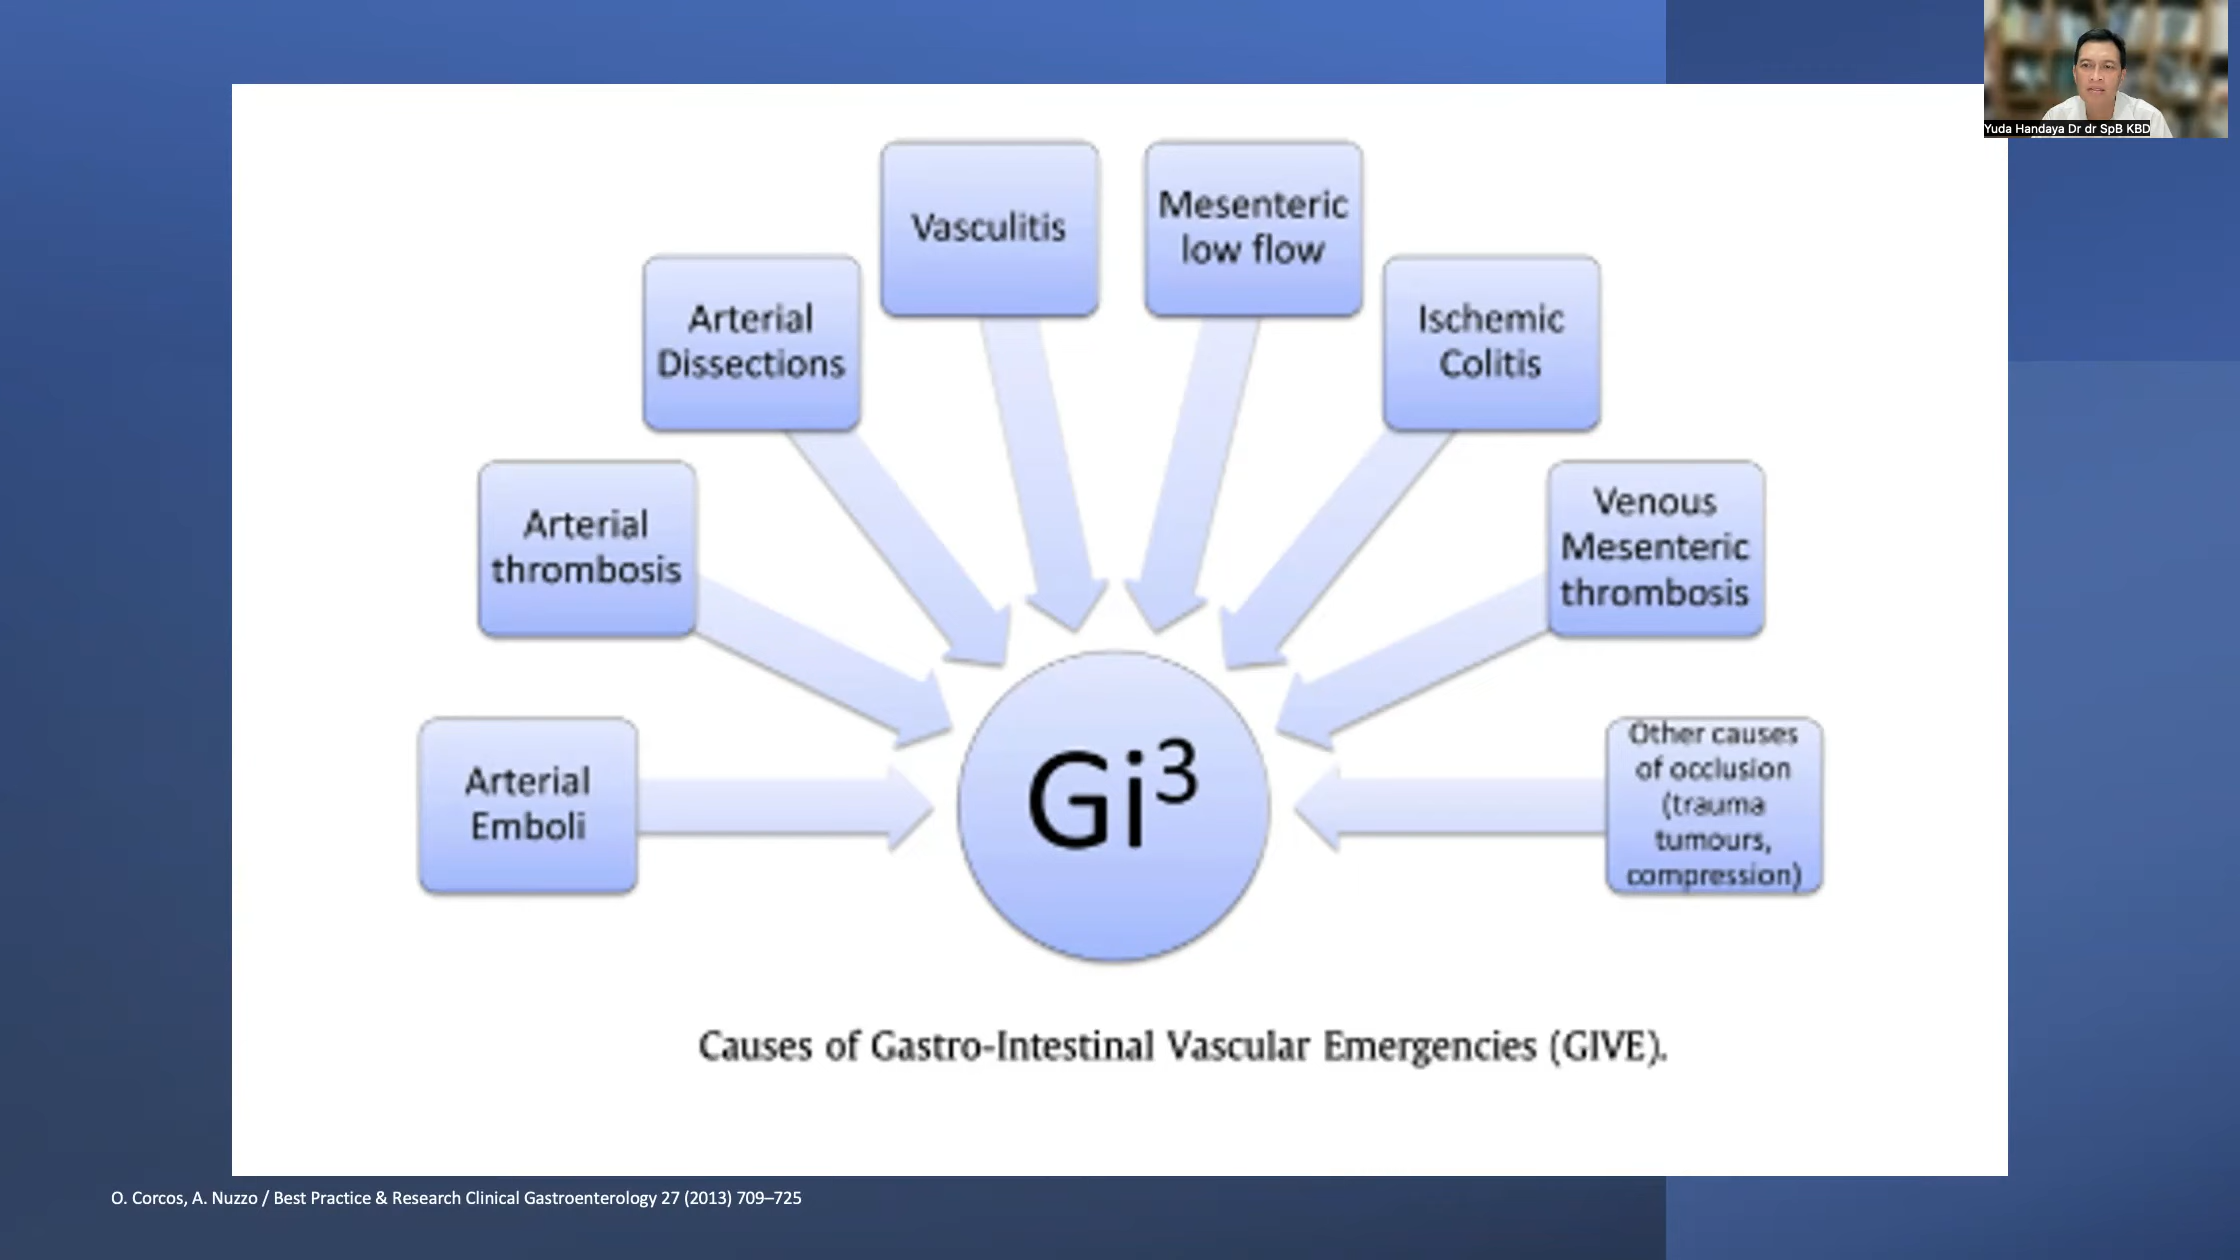 Yuda Handaya Dr dr SpB KBD
Vasculitis
Mesenteric
low flow
Arterial
Dissections
Ischemic
Colitis
Arterial
thrombosis
Venous
Mesenteric
thrombosis
Arterial
Emboli
Gi³
Other causes
of occlusion
(trauma
tumours,
compression)
Causes of Gastro-Intestinal Vascular Emergencies (GIVE).
O. Corcos, A. Nuzzo / Best Practice & Research Clinical Gastroenterology 27 (2013) 709–725